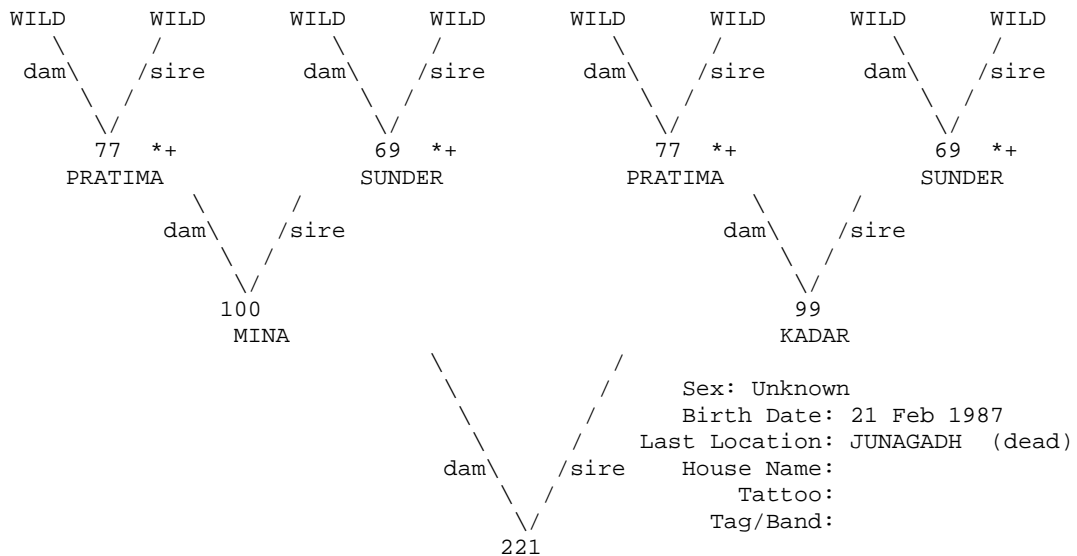 WILD WILD WILD WILD WILD WILD WILD WILD
dam sire dam sire dam sire dam sire
77 *+ 69 *+ 77 *+ 69 *+
PRATIMA SUNDER PRATIMA SUNDER
dam sire dam sire
100 99
MINA KADAR
Sex: Unknown
Birth Date: 21 Feb 1987
Last Location: JUNAGADH (dead)
dam sire House Name:
Tattoo:
Tag/Band:
221